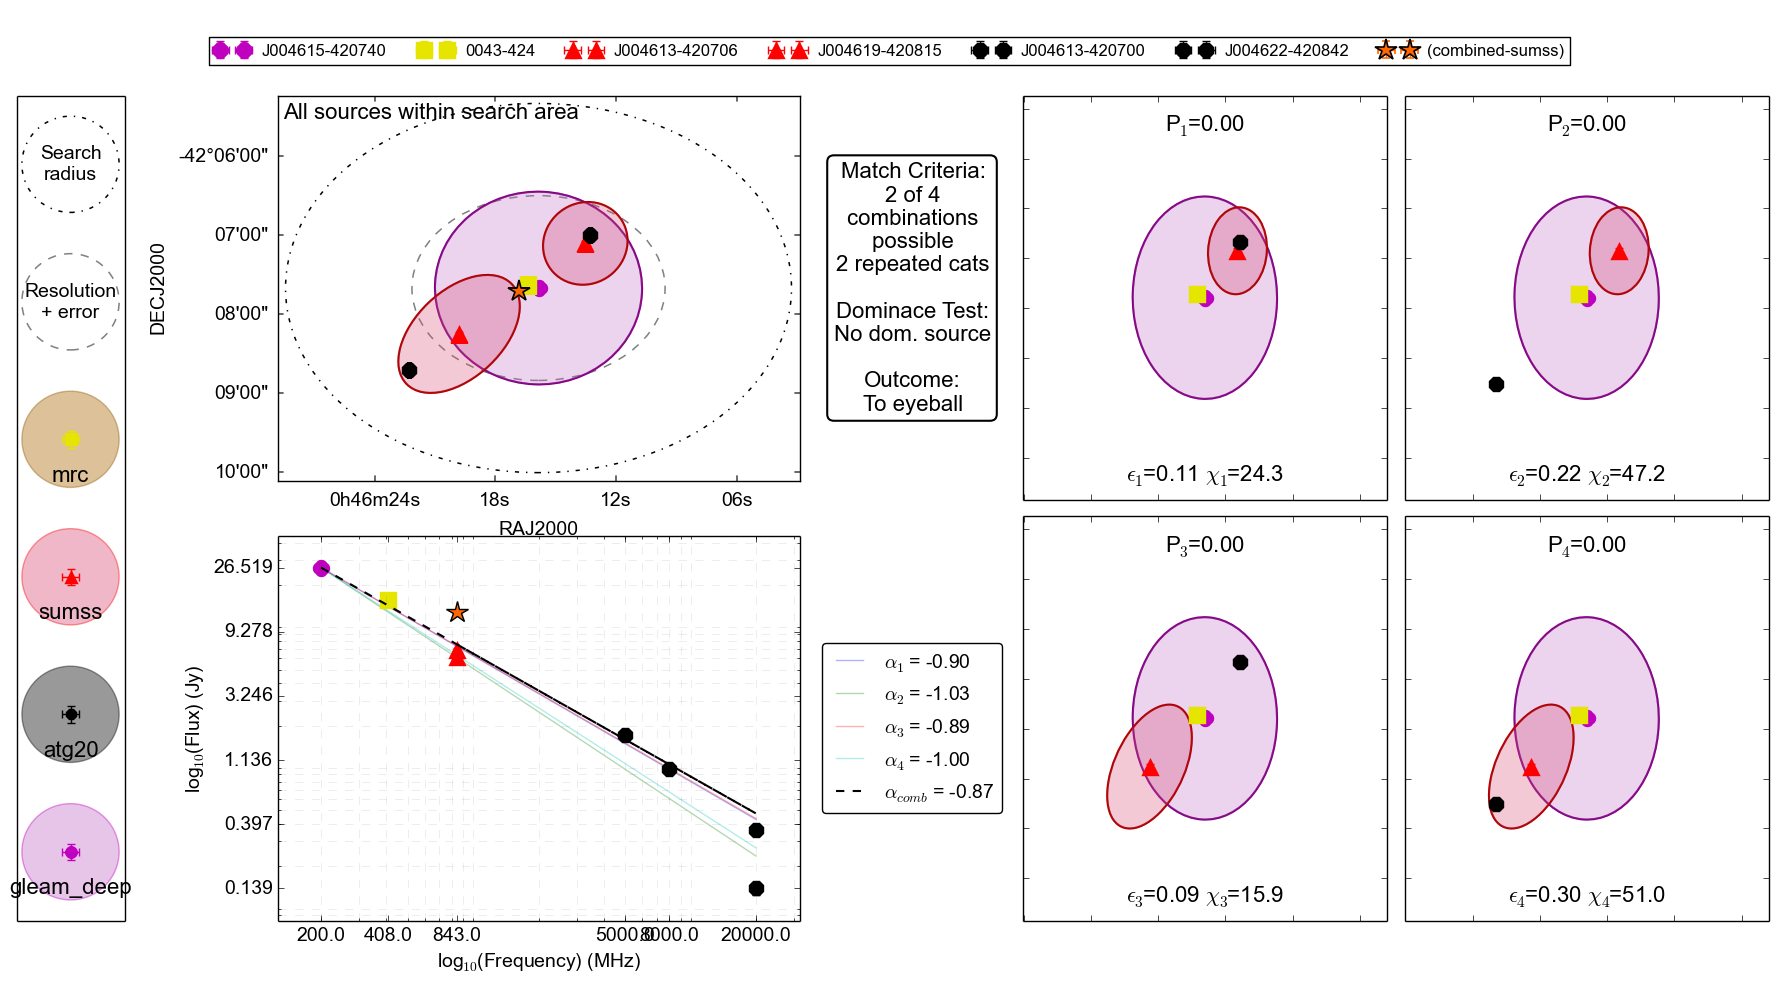 J004615-420740 0043-424 J004613-420706 J004619-420815 J004613-420700 J004622-420842 (combined-sumss)
Search
radius
Resolution
+ error
mrc
sumss
atg20
gleam_deep
All sources within search area
DECJ2000
-42°06'00"
07'00"
08'00"
09'00"
10'00"
0h46m24s 18s 12s 06s
RAJ2000
Match Criteria:
2 of 4
combinations
possible
2 repeated cats
Dominace Test:
No dom. source
Outcome:
To eyeball
P₁=0.00
ϵ₁=0.11 χ₁=24.3
P₂=0.00
ϵ₂=0.22 χ₂=47.2
log₁₀(Flux) (Jy)
26.519
9.278
3.246
1.136
0.397
0.139
200.0 408.0 843.0 5000.0 8000.0 20000.0
log₁₀(Frequency) (MHz)
α₁ = -0.90
α₂ = -1.03
α₃ = -0.89
α₄ = -1.00
α_comb = -0.87
P₃=0.00
ϵ₃=0.09 χ₃=15.9
P₄=0.00
ϵ₄=0.30 χ₄=51.0